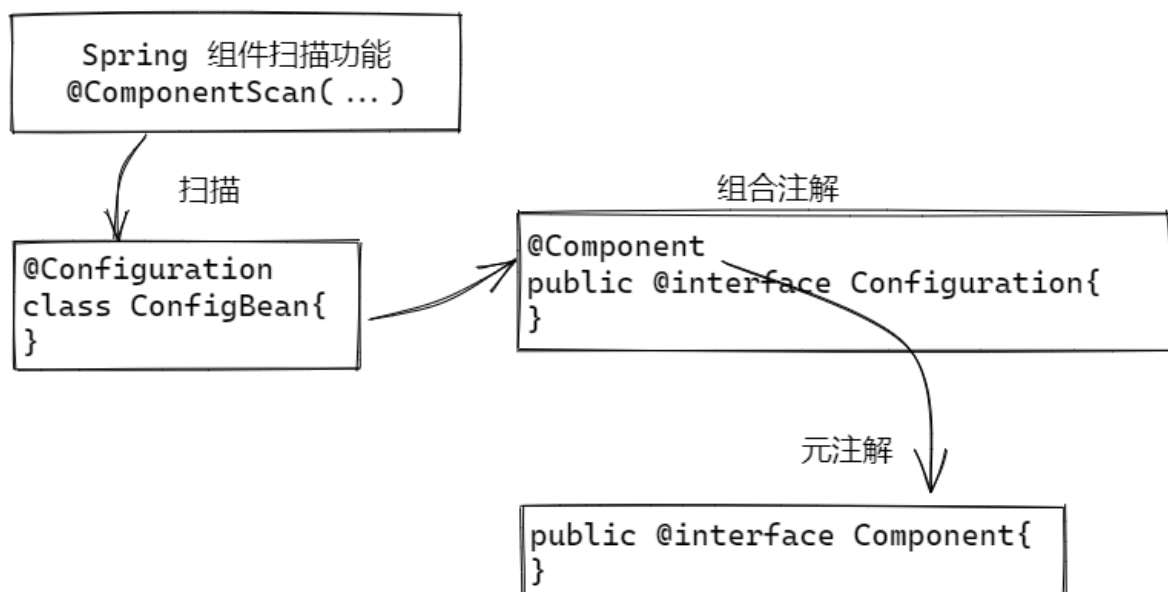 Spring 组件扫描功能
@ComponentScan(...)
扫描
@Configuration
class ConfigBean{
}
组合注解
@Component
public @interface Configuration{
}
元注解
public @interface Component{
}